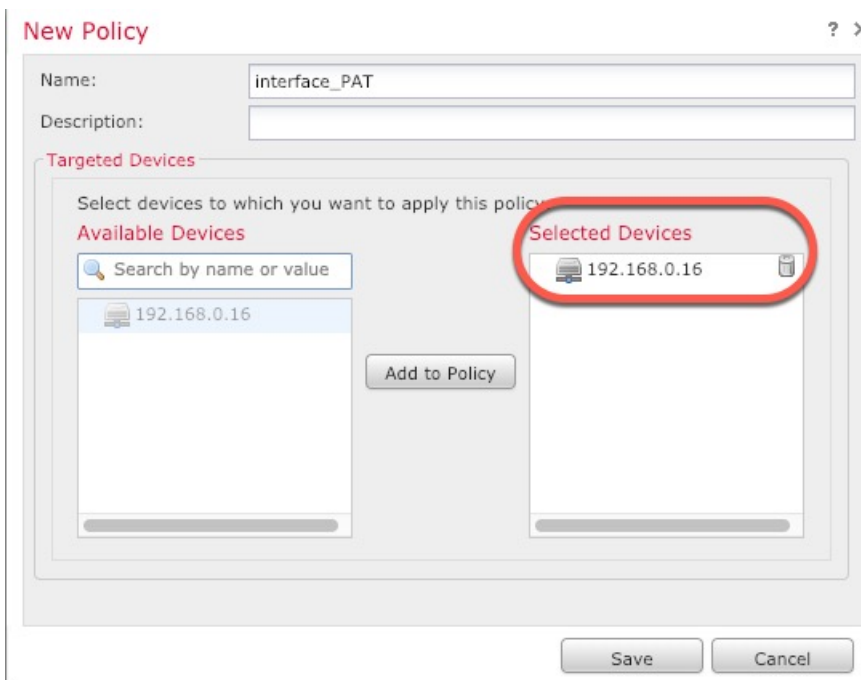 New Policy
?
Name:
interface_PAT
Description:
Targeted Devices
Select devices to which you want to apply this policy.
Available Devices
Selected Devices
Search by name or value
192.168.0.16
192.168.0.16
Add to Policy
Save
Cancel